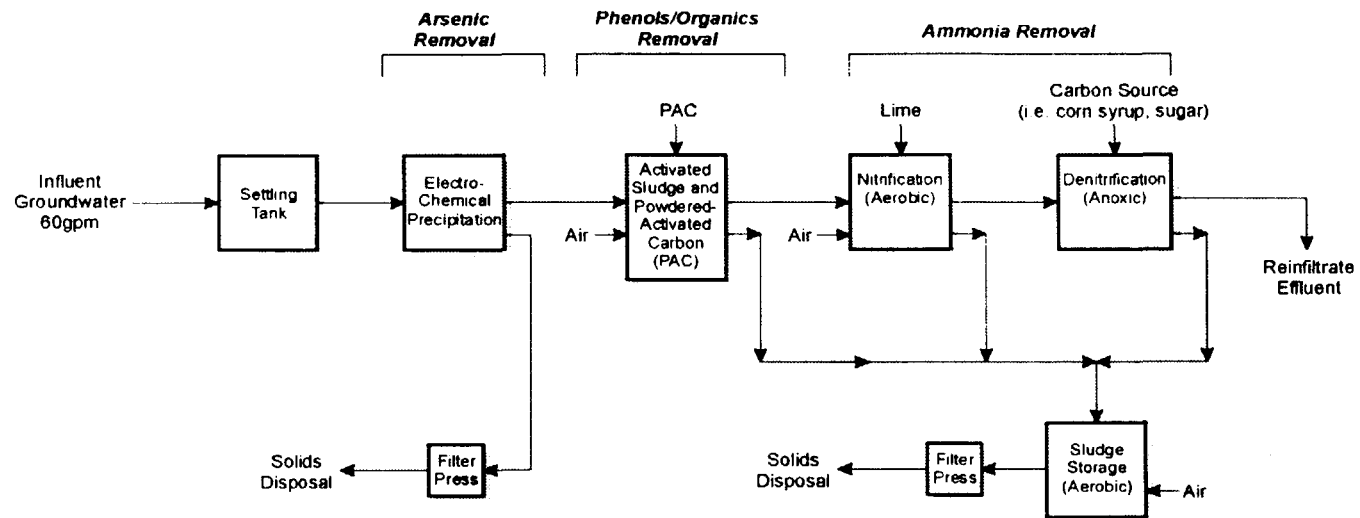 Arsenic
Removal
Phenols/Organics
Removal
Ammonia Removal
PAC
Lime
Carbon Source
(i.e. corn syrup, sugar)
Influent
Groundwater
60gpm
Settling
Tank
Electro-
Chemical
Precipitation
Activated
Sludge and
Powdered-
Activated
Carbon
(PAC)
Air
Nitrification
(Aerobic)
Air
Denitrification
(Anoxic)
Reinfiltrate
Effluent
Solids
Disposal
Filter
Press
Solids
Disposal
Filter
Press
Sludge
Storage
(Aerobic)
Air